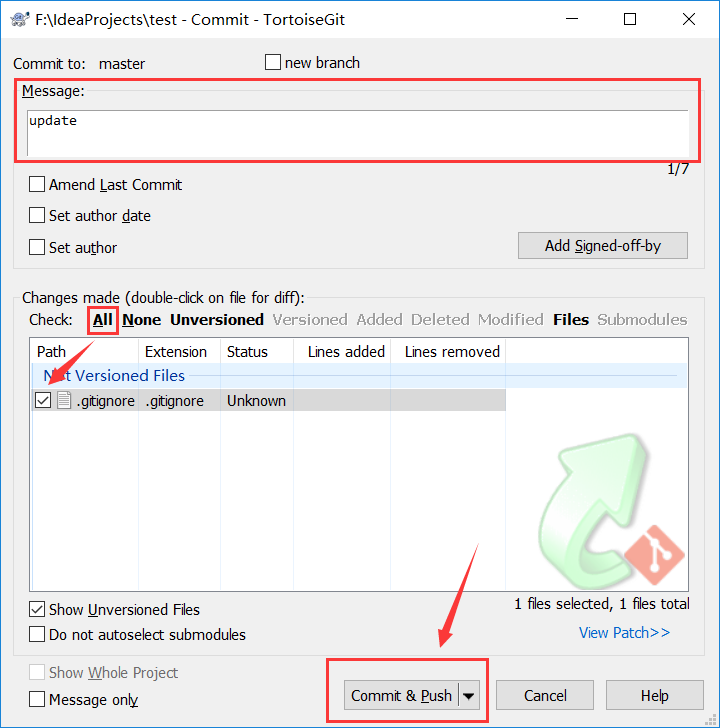 F:\IdeaProjects\test - Commit - TortoiseGit
Commit to: master new branch
Message:
update
1/7
Amend Last Commit
Set author date
Set author
Add Signed-off-by
Changes made (double-click on file for diff):
Check: All None Unversioned Versioned Added Deleted Modified Files Submodules
Path Extension Status Lines added Lines removed
Not Versioned Files
.gitignore .gitignore Unknown
Show Unversioned Files
1 files selected, 1 files total
Do not autoselect submodules
View Patch>>
Show Whole Project
Message only
Commit & Push Cancel Help